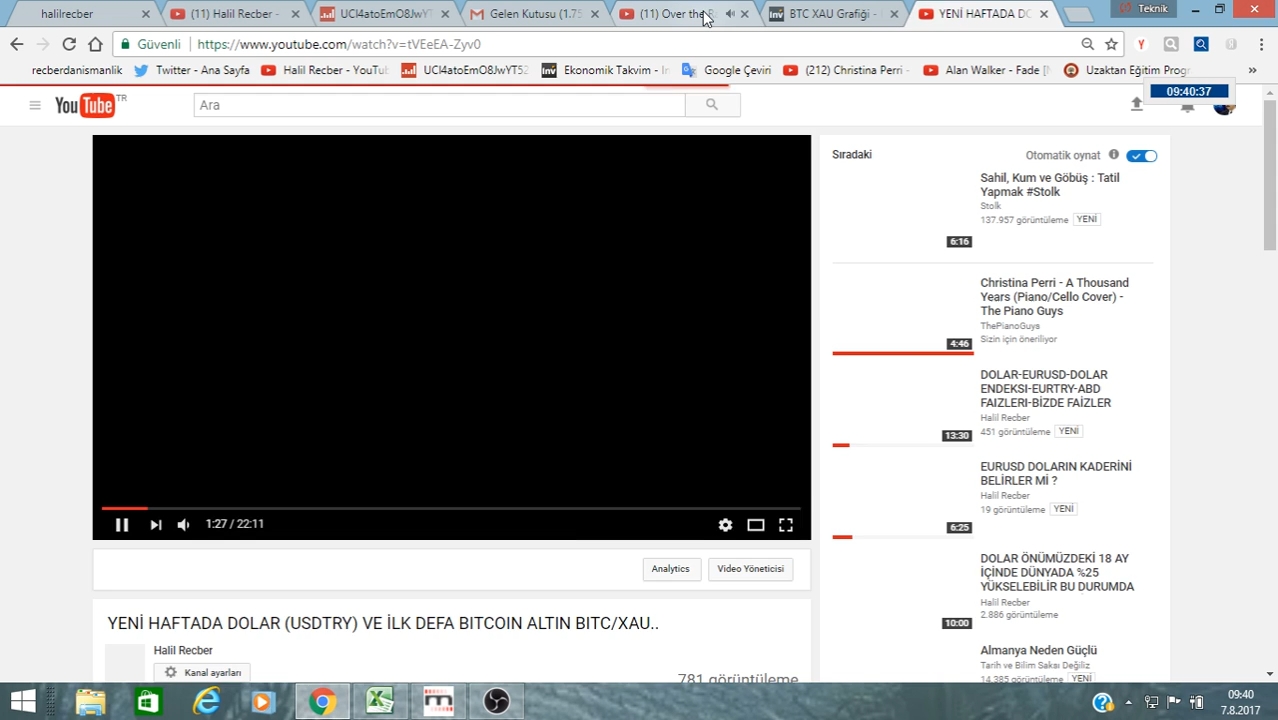 halilrecber
(11) Halil Recber -
UCI4atoEmO8JwYT
Gelen Kutusu (1.75
(11) Over the R
BTC XAU Grafiği -
YENİ HAFTADA DO
Teknik
Güvenli
https://www.youtube.com/watch?v=tVEeEA-Zyv0
recberdanismanlik
Twitter - Ana Sayfa
Halil Recber - YouTu
UCI4atoEmO8JwYT52
Ekonomik Takvim - In
Google Çeviri
(212) Christina Perri -
Alan Walker - Fade [N
Uzaktan Eğitim Progr
09:40:37
YouTube TR
Ara
Sıradaki
Otomatik oynat
Sahil, Kum ve Göbüş : Tatil
Yapmak #Stolk
Stolk
137.957 görüntüleme YENİ
6:16
Christina Perri - A Thousand
Years (Piano/Cello Cover) -
The Piano Guys
ThePianoGuys
Sizin için öneriliyor
4:46
DOLAR-EURUSD-DOLAR
ENDEKSI-EURTRY-ABD
FAIZLERI-BİZDE FAİZLER
Halil Recber
451 görüntüleme YENİ
13:30
EURUSD DOLARIN KADERİNİ
BELİRLER Mİ ?
Halil Recber
19 görüntüleme YENİ
6:25
DOLAR ÖNÜMÜZDEKİ 18 AY
İÇİNDE DÜNYADA %25
YÜKSELEBİLİR BU DURUMDA
Halil Recber
2.886 görüntüleme
10:00
Almanya Neden Güçlü
Tarih ve Bilim Saksı Değiliz
14.385 görüntüleme YENİ
1:27 / 22:11
Analytics
Video Yöneticisi
YENİ HAFTADA DOLAR (USDTRY) VE İLK DEFA BITCOIN ALTIN BITC/XAU..
Halil Recber
Kanal ayarları
781 görüntüleme
09:40
7.8.2017